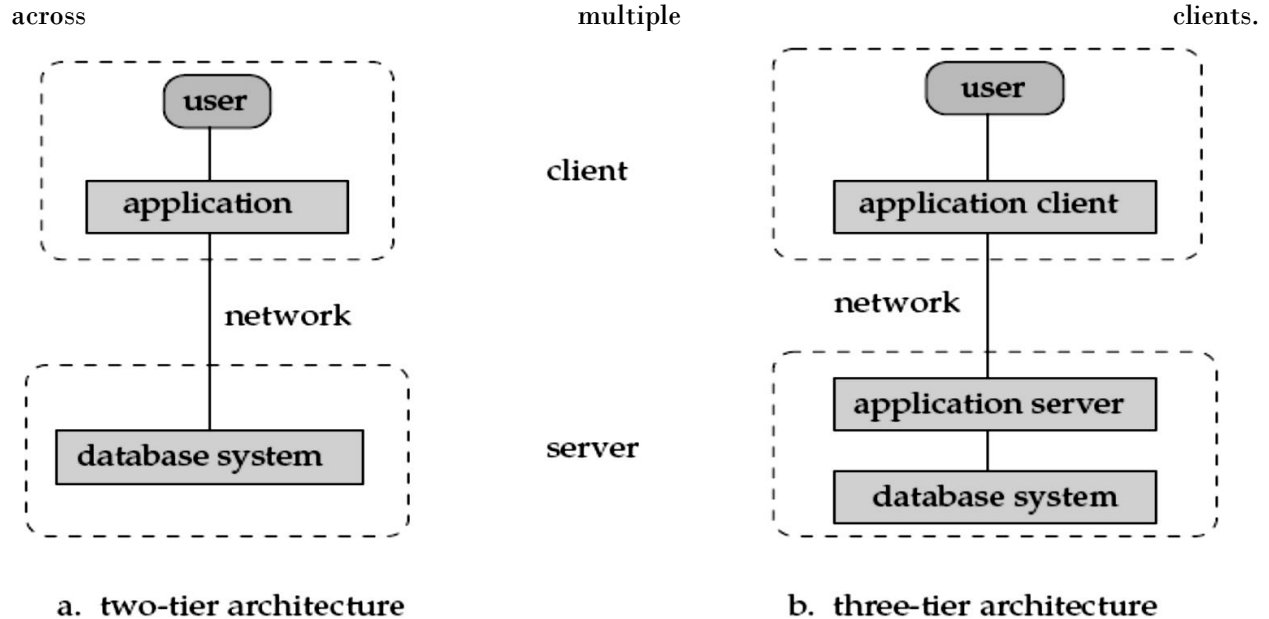 across multiple clients.
user
application
network
database system
client
server
user
application client
network
application server
database system
a. two-tier architecture
b. three-tier architecture